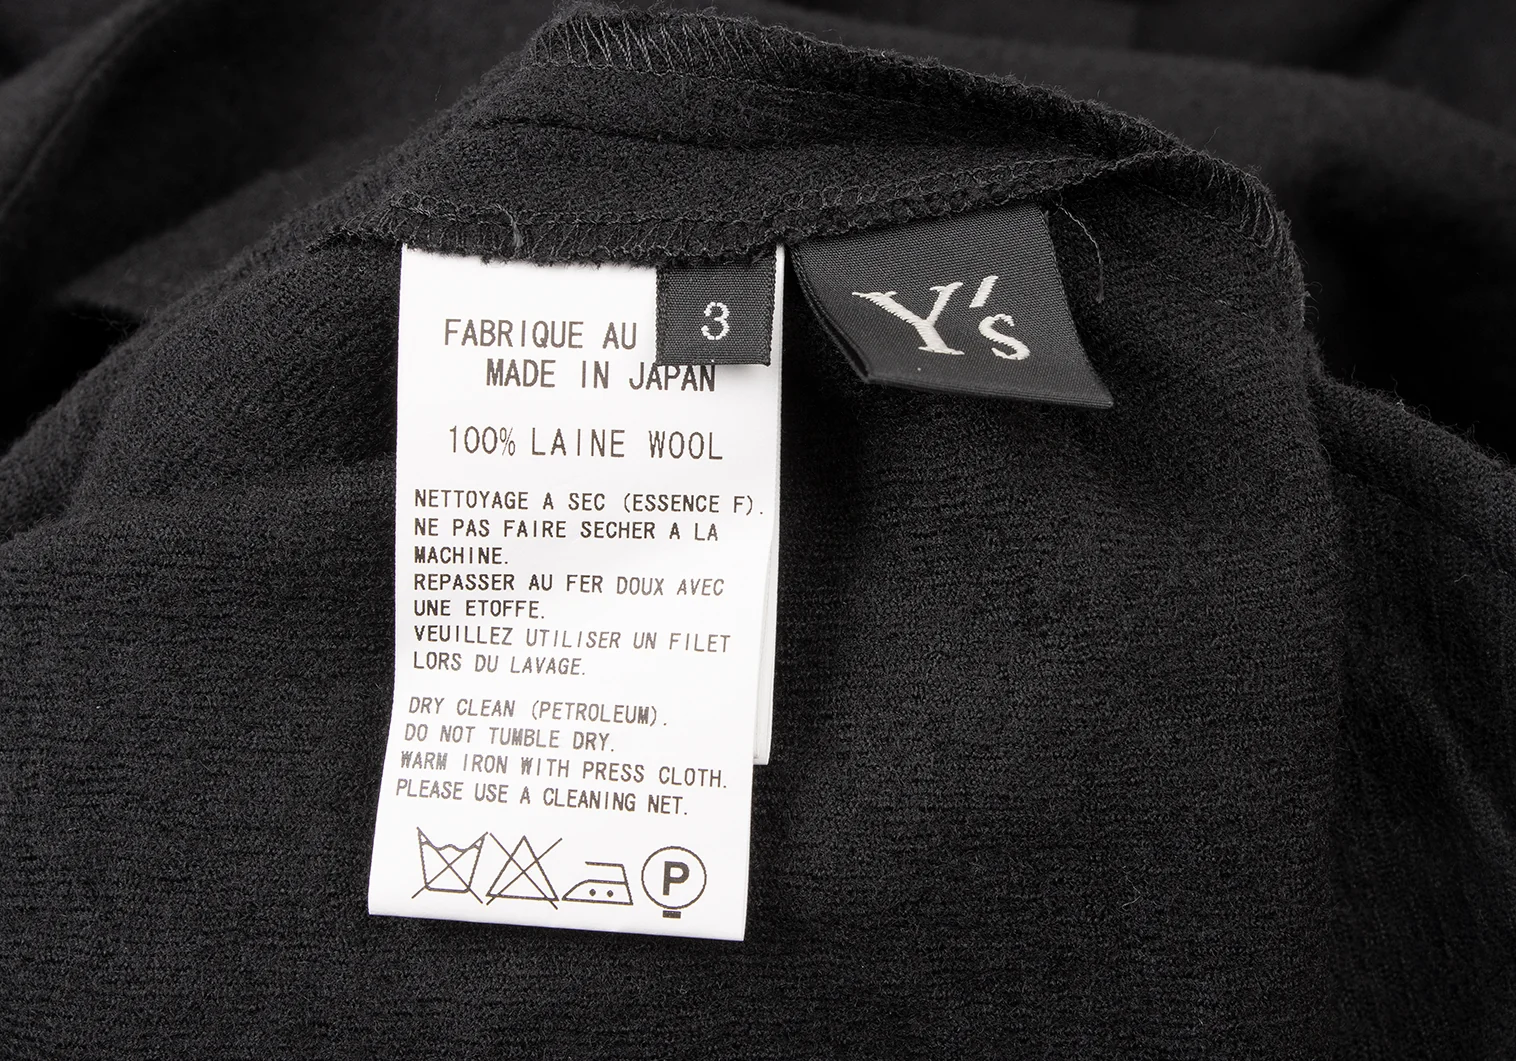 3
Y's
FABRIQUE AU
MADE IN JAPAN
100% LAINE WOOL
NETTOYAGE A SEC (ESSENCE F).
NE PAS FAIRE SECHER A LA
MACHINE.
REPASSER AU FER DOUX AVEC
UNE ETOFFE.
VEUILLEZ UTILISER UN FILET
LORS DU LAVAGE.
DRY CLEAN (PETROLEUM).
DO NOT TUMBLE DRY.
WARM IRON WITH PRESS CLOTH.
PLEASE USE A CLEANING NET.
P